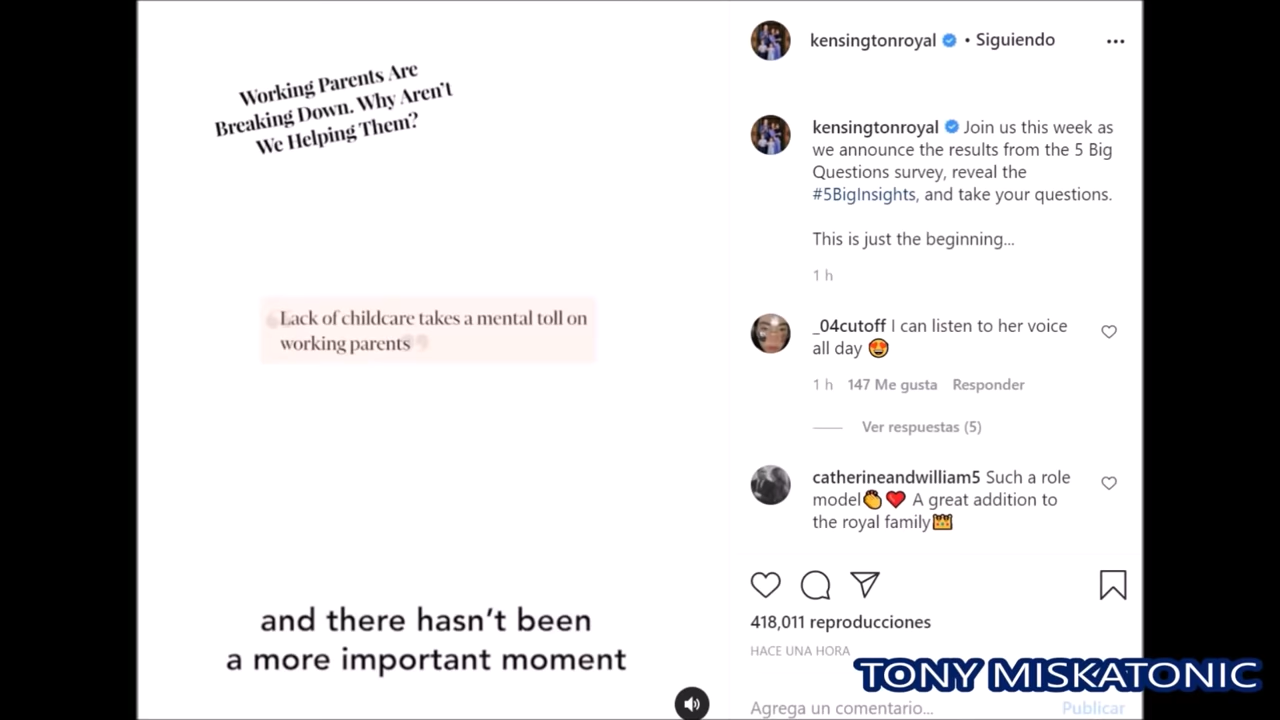 Working Parents Are
Breaking Down. Why Aren't
We Helping Them?
Lack of childcare takes a mental toll on
working parents
and there hasn't been
a more important moment
kensingtonroyal • Siguiendo
kensingtonroyal Join us this week as
we announce the results from the 5 Big
Questions survey, reveal the
#5BigInsights, and take your questions.
This is just the beginning...
1 h
_04cutoff I can listen to her voice
all day 😍
1 h 147 Me gusta Responder
Ver respuestas (5)
catherineandwilliam5 Such a role
model👏❤️ A great addition to
the royal family👑
418,011 reproducciones
HACE UNA HORA
TONY MISKATONIC
Agrega un comentario... Publicar